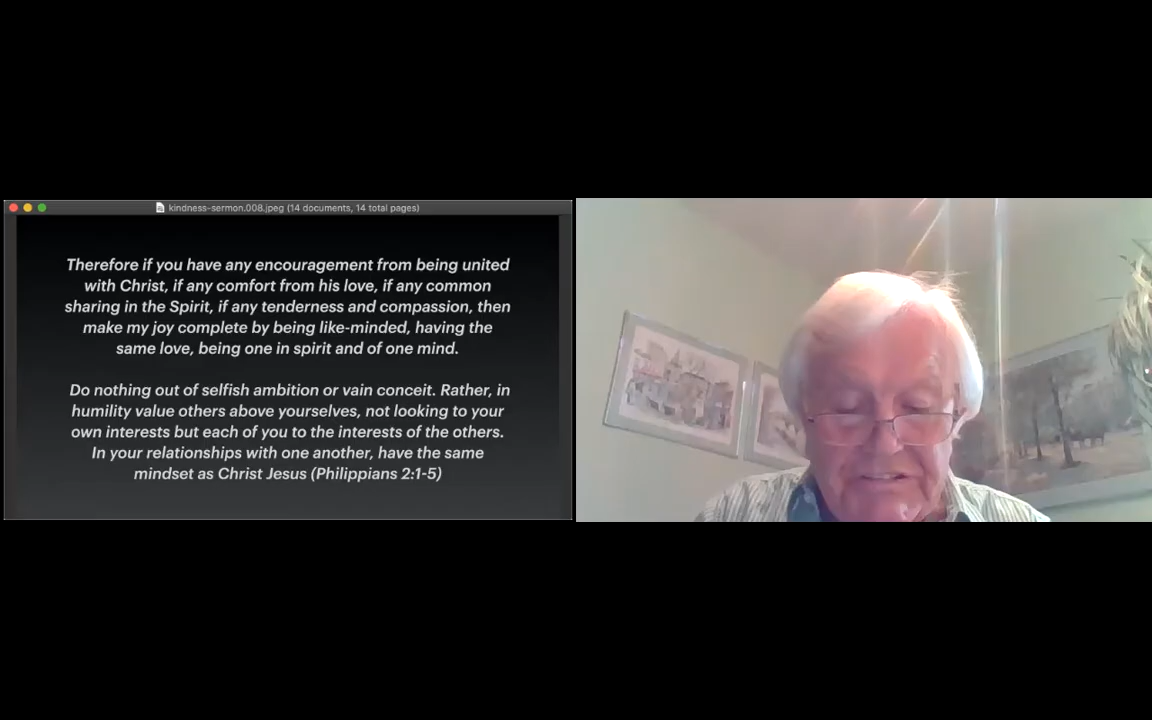 kindness-sermon.008.jpeg (14 documents, 14 total pages)
Therefore if you have any encouragement from being united
with Christ, if any comfort from his love, if any common
sharing in the Spirit, if any tenderness and compassion, then
make my joy complete by being like-minded, having the
same love, being one in spirit and of one mind.
Do nothing out of selfish ambition or vain conceit. Rather, in
humility value others above yourselves, not looking to your
own interests but each of you to the interests of the others.
In your relationships with one another, have the same
mindset as Christ Jesus (Philippians 2:1-5)